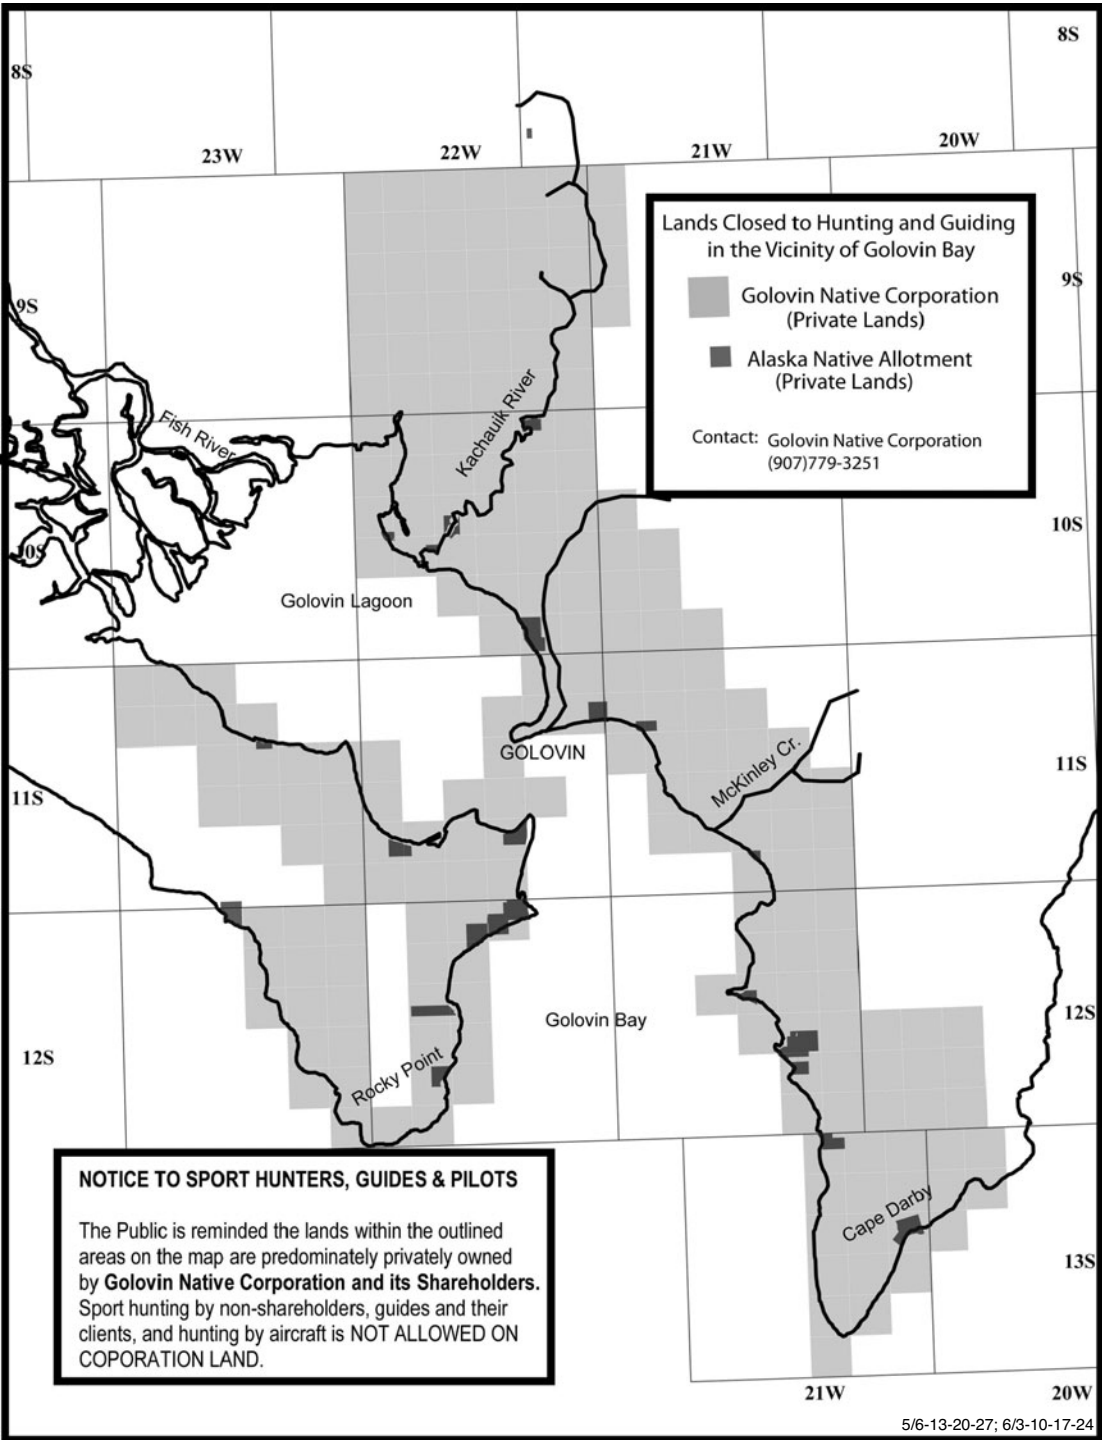 8S
8S
23W
22W
21W
20W
Lands Closed to Hunting and Guiding
in the Vicinity of Golovin Bay
Golovin Native Corporation
(Private Lands)
Alaska Native Allotment
(Private Lands)
Contact: Golovin Native Corporation
(907)779-3251
9S
9S
Fish River
Kachauik River
10S
10S
Golovin Lagoon
GOLOVIN
McKinley Cr.
11S
11S
Golovin Bay
12S
12S
Rocky Point
NOTICE TO SPORT HUNTERS, GUIDES & PILOTS
The Public is reminded the lands within the outlined
areas on the map are predominately privately owned
by Golovin Native Corporation and its Shareholders.
Sport hunting by non-shareholders, guides and their
clients, and hunting by aircraft is NOT ALLOWED ON
COPORATION LAND.
Cape Darby
13S
21W
20W
5/6-13-20-27; 6/3-10-17-24